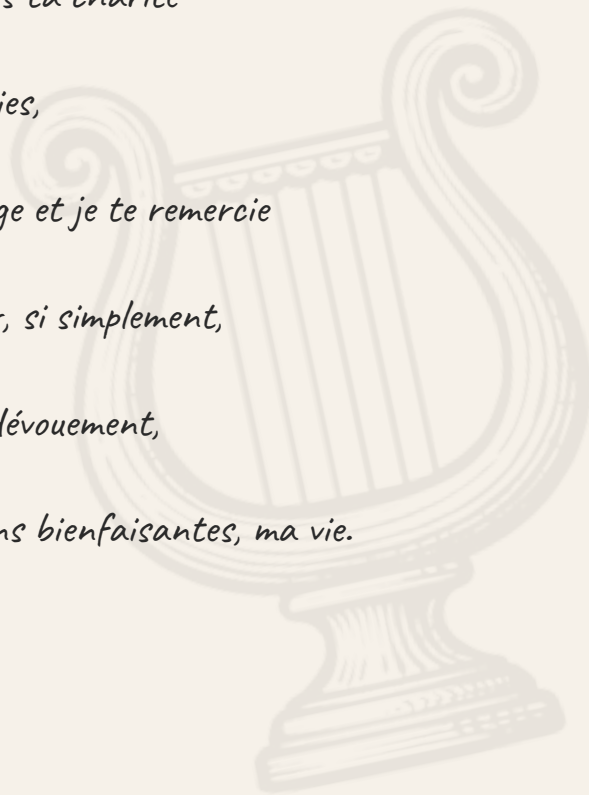 ta charité
ies,
ge et je te remercie
, si simplement,
dévouement,
ns bienfaisantes, ma vie.